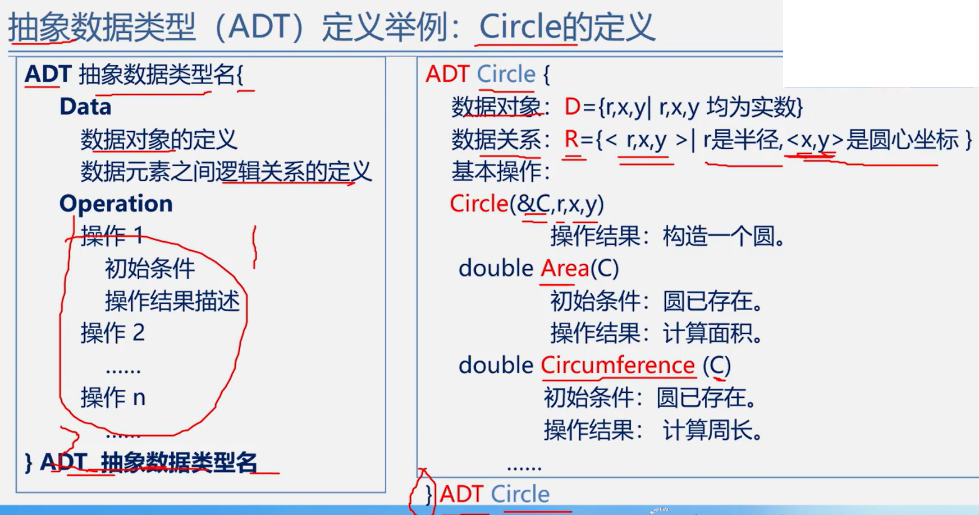 抽象数据类型（ADT）定义举例：Circle的定义
ADT 抽象数据类型名{
Data
数据对象的定义
数据元素之间逻辑关系的定义
Operation
操作 1
初始条件
操作结果描述
操作 2
……
操作 n
……
} ADT 抽象数据类型名
ADT Circle {
数据对象：D={r,x,y| r,x,y 均为实数}
数据关系：R={< r,x,y >| r是半径,<x,y>是圆心坐标 }
基本操作：
Circle(&C,r,x,y)
操作结果：构造一个圆。
double Area(C)
初始条件：圆已存在。
操作结果：计算面积。
double Circumference (C)
初始条件：圆已存在。
操作结果： 计算周长。
……
} ADT Circle